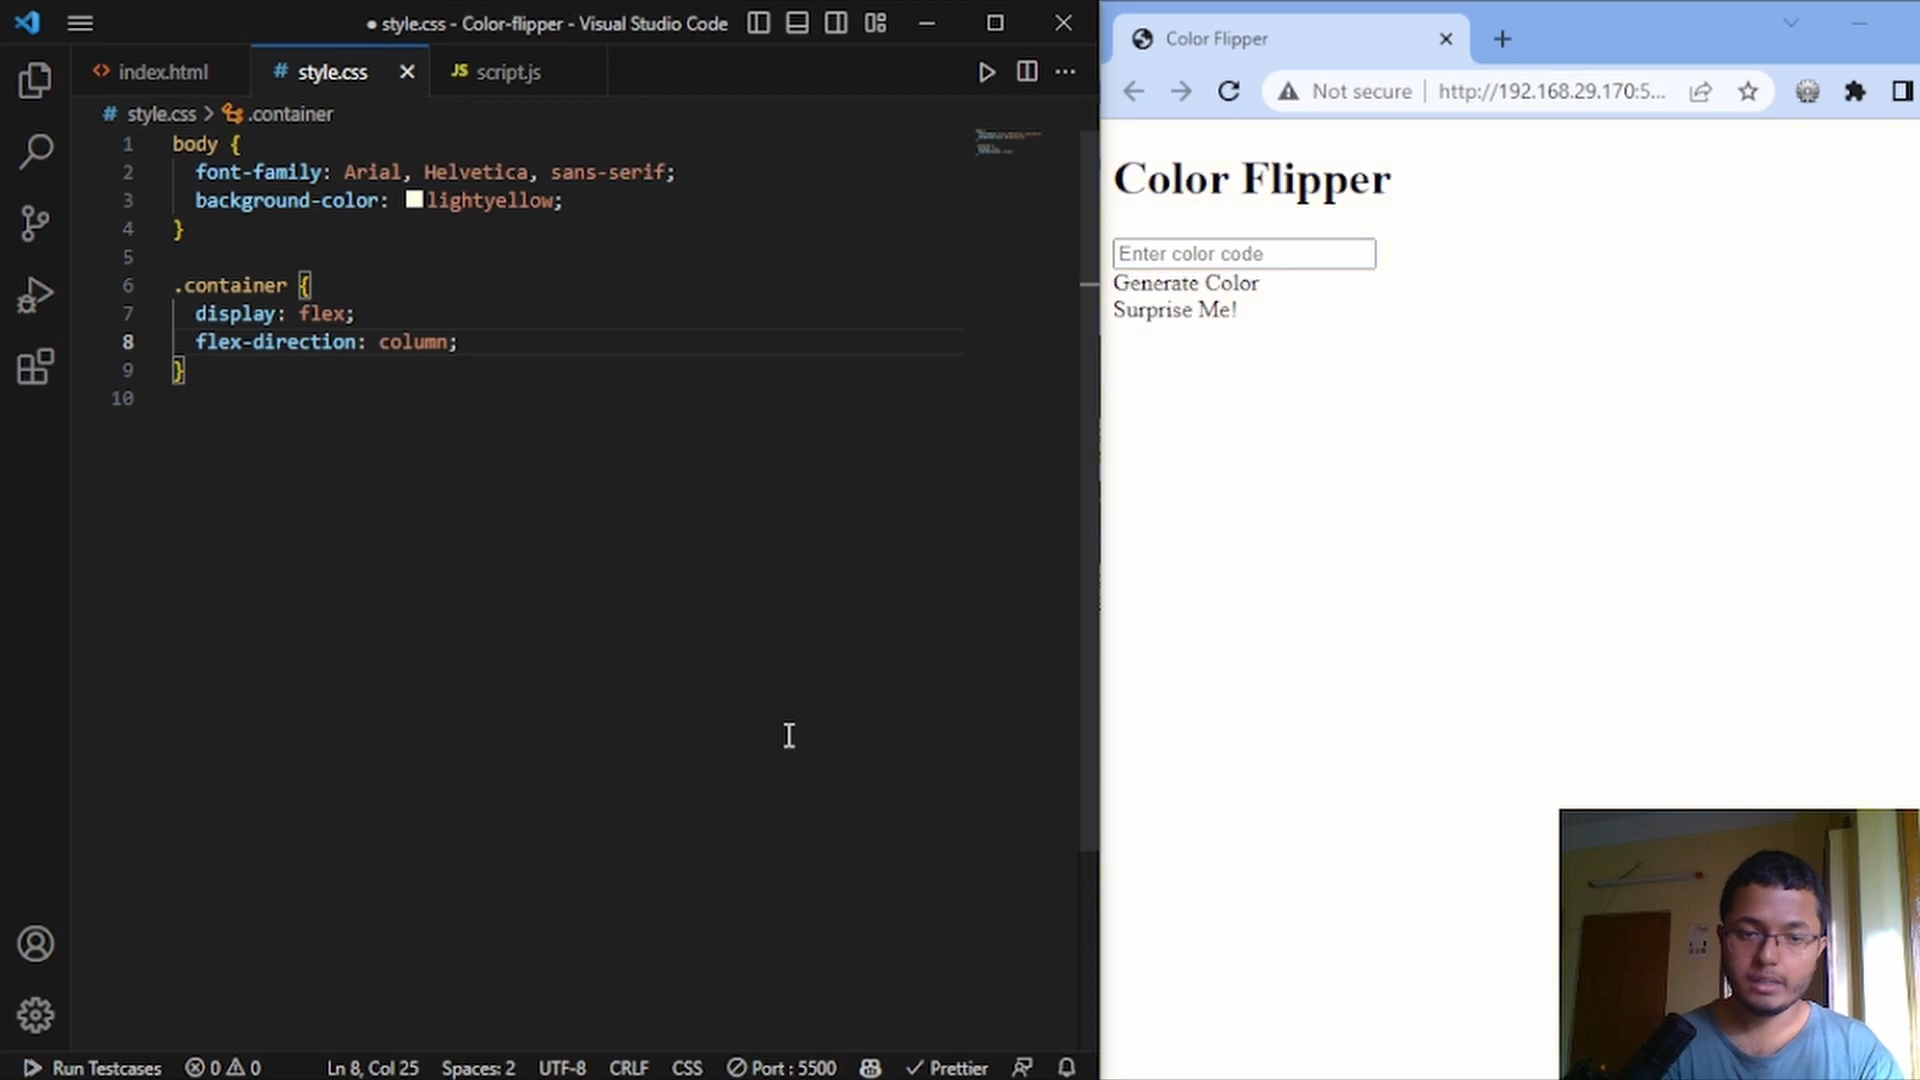 ● style.css - Color-flipper - Visual Studio Code
index.html
# style.css
JS script.js
# style.css > .container
1 body {
2 font-family: Arial, Helvetica, sans-serif;
3 background-color: lightyellow;
4 }
5
6 .container {
7 display: flex;
8 flex-direction: column;
9 }
10
Run Testcases 0 0 Ln 8, Col 25 Spaces: 2 UTF-8 CRLF CSS Port : 5500 Prettier
Color Flipper
Not secure http://192.168.29.170:5...
Color Flipper
Enter color code
Generate Color
Surprise Me!